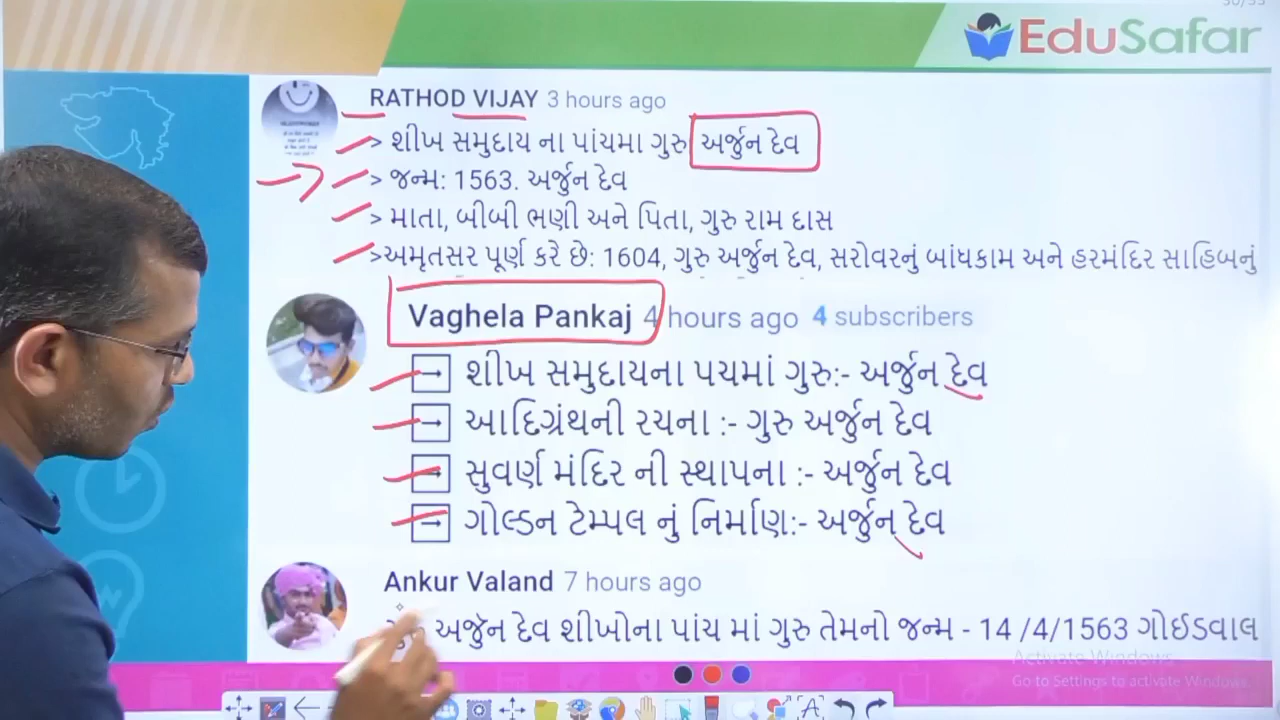 30/35
EduSafar
RATHOD VIJAY 3 hours ago
> શીખ સમુદાય ના પાંચમા ગુરુ અર્જુન દેવ
> જન્મ: 1563. અર્જુન દેવ
> માતા, બીબી ભણી અને પિતા, ગુરુ રામ દાસ
>અમૃતસર પૂર્ણ કરે છે: 1604, ગુરુ અર્જુન દેવ, સરોવરનું બાંધકામ અને હરમંદિર સાહિબનું
Vaghela Pankaj 4 hours ago 4 subscribers
→ શીખ સમુદાયના પચમાં ગુરુ:- અર્જુન દેવ
→ આદિગ્રંથની રચના :- ગુરુ અર્જુન દેવ
→ સુવર્ણ મંદિર ની સ્થાપના :- અર્જુન દેવ
→ ગોલ્ડન ટેમ્પલ નું નિર્માણ:- અર્જુન દેવ
Ankur Valand 7 hours ago
અર્જુન દેવ શીખોના પાંચ માં ગુરુ તેમનો જન્મ - 14 /4/1563 ગોઈંડવાલ
Activate Windows
Go to Settings to activate Windows.